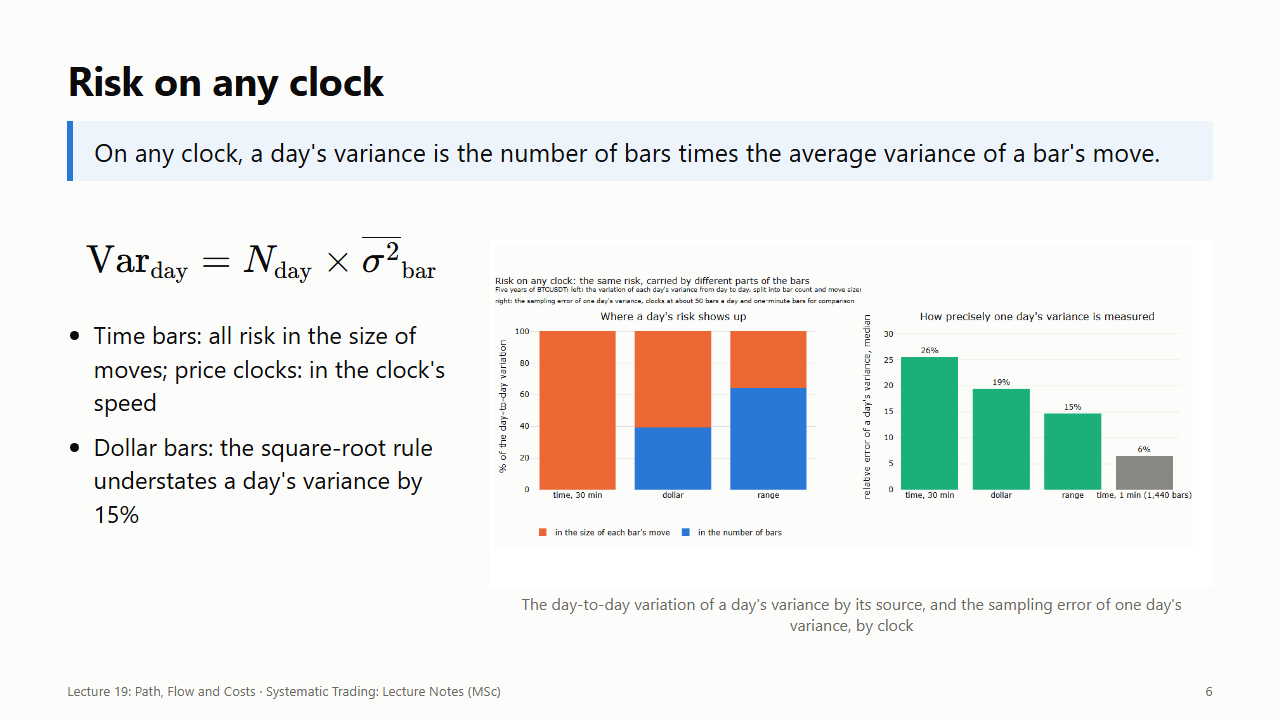 Risk on any clock
On any clock, a day's variance is the number of bars times the average variance of a bar's move.
Var_day = N_day × \overline{σ²}_bar
• Time bars: all risk in the size of
moves; price clocks: in the clock's
speed
• Dollar bars: the square-root rule
understates a day's variance by
15%
Risk on any clock: the same risk, carried by different parts of the bars
Five years of BTCUSDT: left: the variation of each day's variance from day to day, split into bar count and move size;
right: the sampling error of one day's variance, clocks at about 50 bars a day and one-minute bars for comparison
Where a day's risk shows up
% of the day-to-day variation
100
80
60
40
20
0
time, 30 min
dollar
range
in the size of each bar's move
in the number of bars
How precisely one day's variance is measured
relative error of a day's variance, median
30
25
20
15
10
5
0
26%
19%
15%
6%
time, 30 min
dollar
range
time, 1 min (1,440 bars)
The day-to-day variation of a day's variance by its source, and the sampling error of one day's
variance, by clock
Lecture 19: Path, Flow and Costs · Systematic Trading: Lecture Notes (MSc)
6